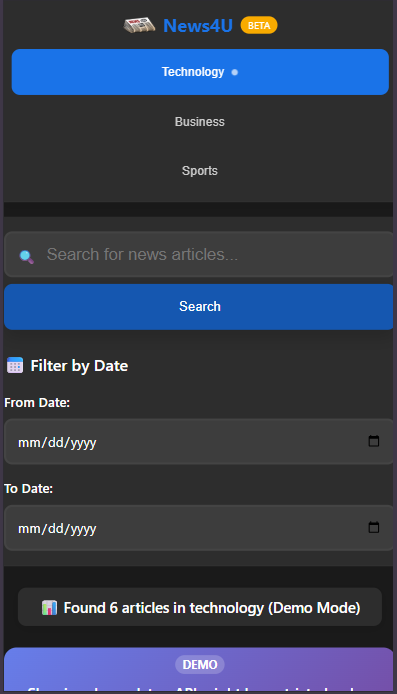 News4U BETA
Technology
Business
Sports
Search for news articles...
Search
Filter by Date
From Date:
mm/dd/yyyy
To Date:
mm/dd/yyyy
Found 6 articles in technology (Demo Mode)
DEMO